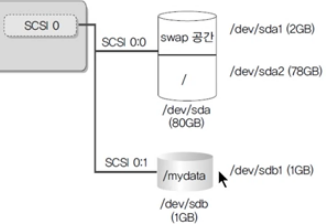 SCSI 0
SCSI 0:0
swap 공간
/dev/sda1 (2GB)
/
/dev/sda2 (78GB)
/dev/sda
(80GB)
SCSI 0:1
/mydata
/dev/sdb1 (1GB)
/dev/sdb
(1GB)